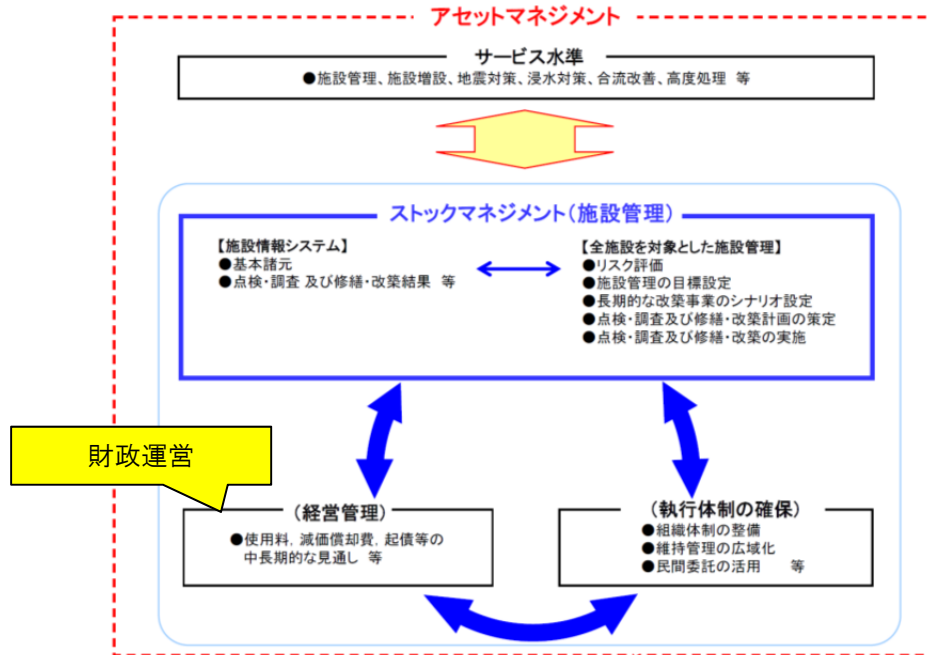 アセットマネジメント
サービス水準
●施設管理、施設増設、地震対策、浸水対策、合流改善、高度処理 等
ストックマネジメント(施設管理)
【施設情報システム】
●基本諸元
●点検・調査 及び修繕・改築結果 等
【全施設を対象とした施設管理】
●リスク評価
●施設管理の目標設定
●長期的な改築事業のシナリオ設定
●点検・調査及び修繕・改築計画の策定
●点検・調査及び修繕・改築の実施
財政運営
(経営管理)
●使用料, 減価償却費, 起債等の
中長期的な見通し 等
(執行体制の確保)
●組織体制の整備
●維持管理の広域化
●民間委託の活用 等